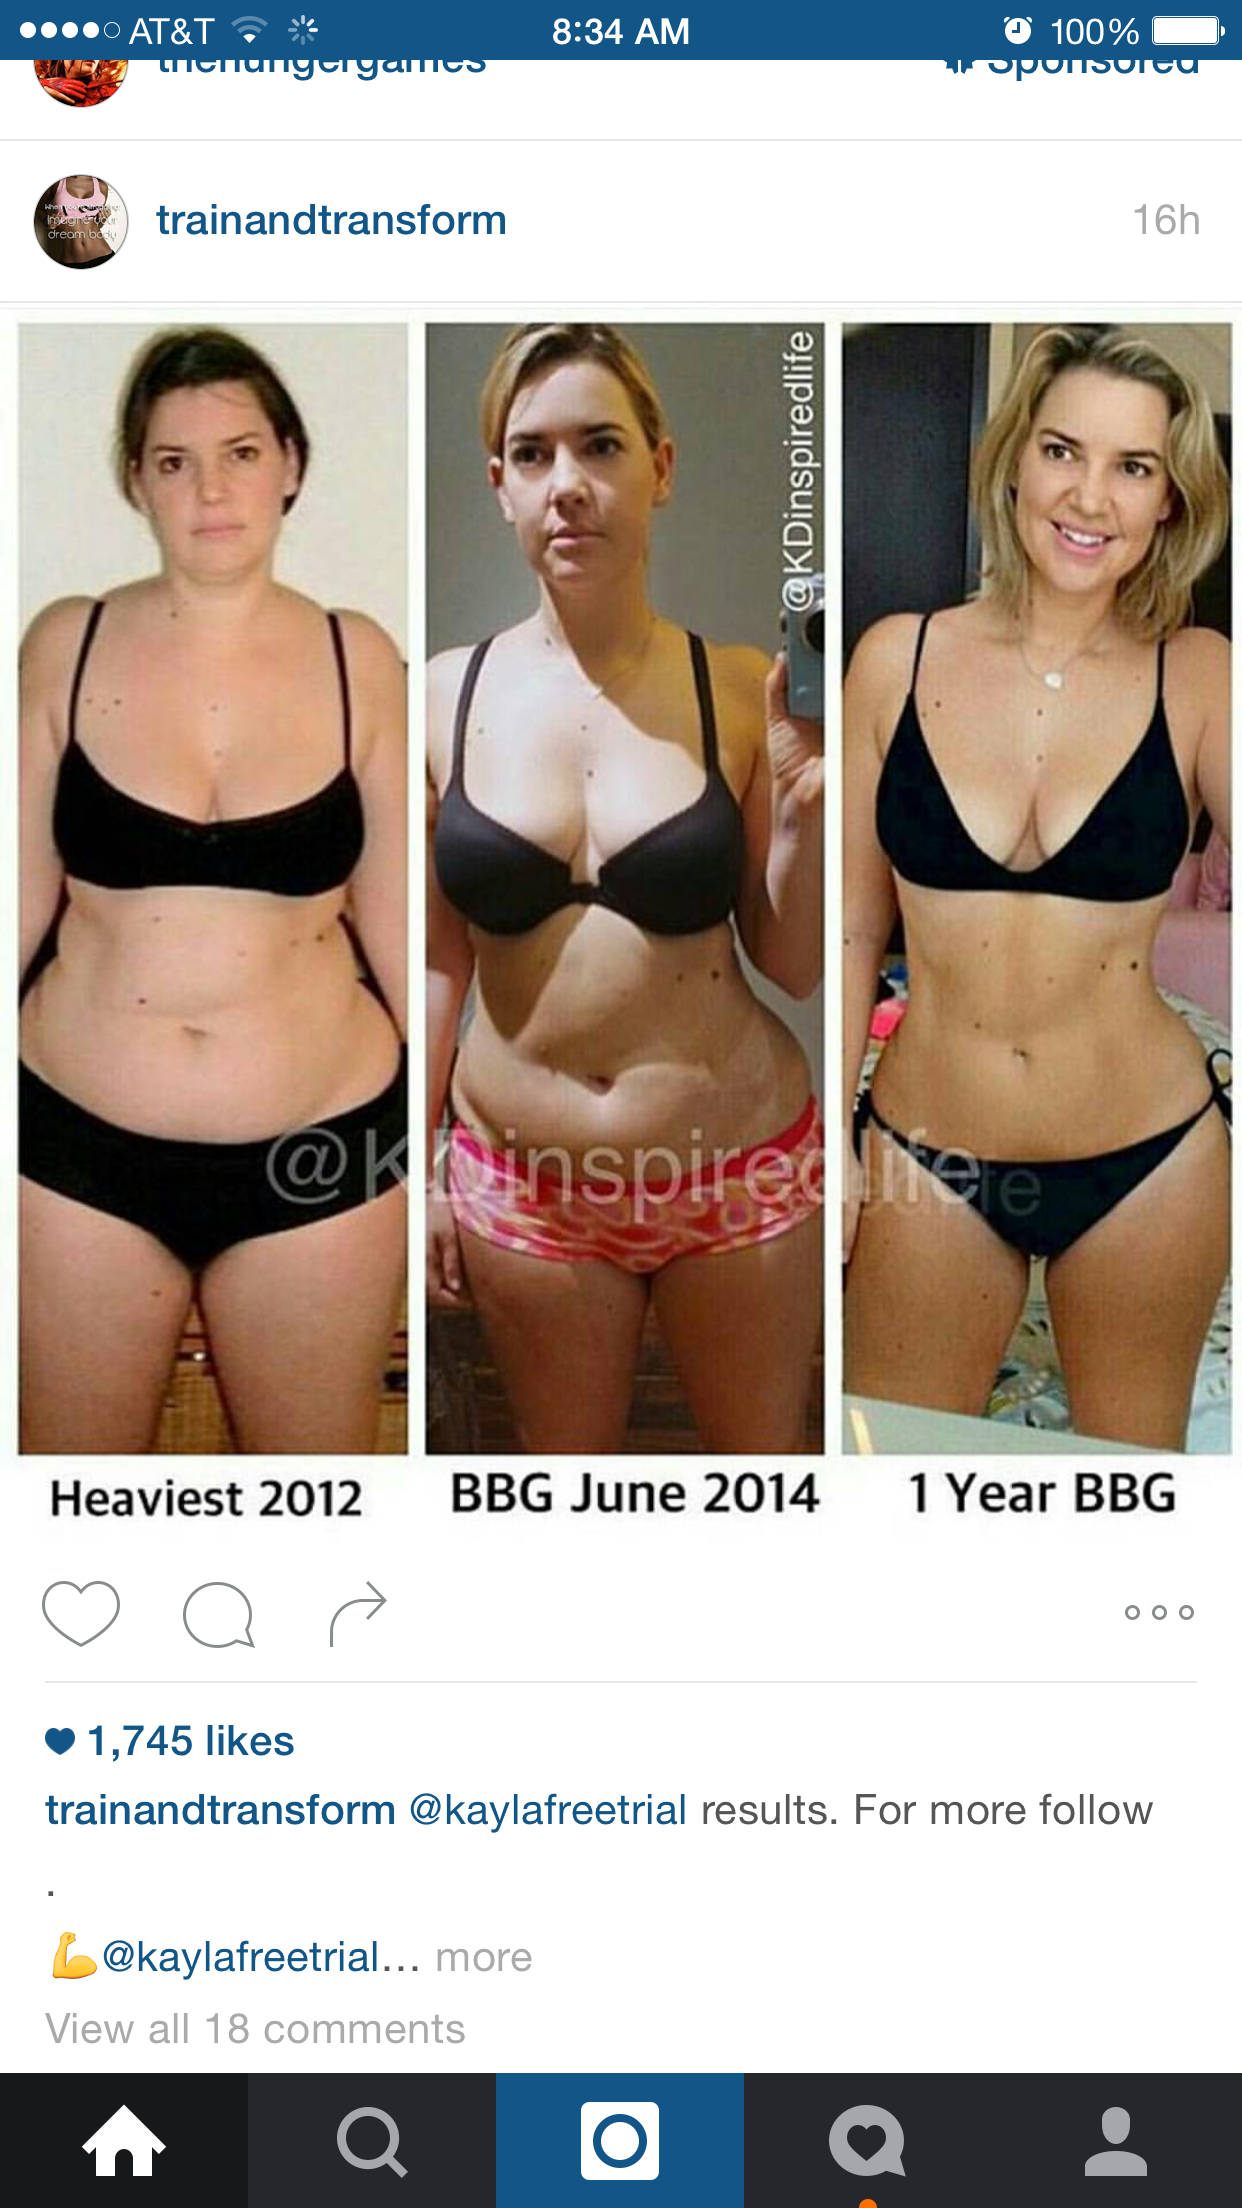 AT&T 8:34 AM 100%
thehungergames Sponsored
trainandtransform 16h
@KDinspiredlife
@KDinspiredlife
Heaviest 2012 BBG June 2014 1 Year BBG
1,745 likes
trainandtransform @kaylafreetrial results. For more follow
.
💪@kaylafreetrial... more
View all 18 comments